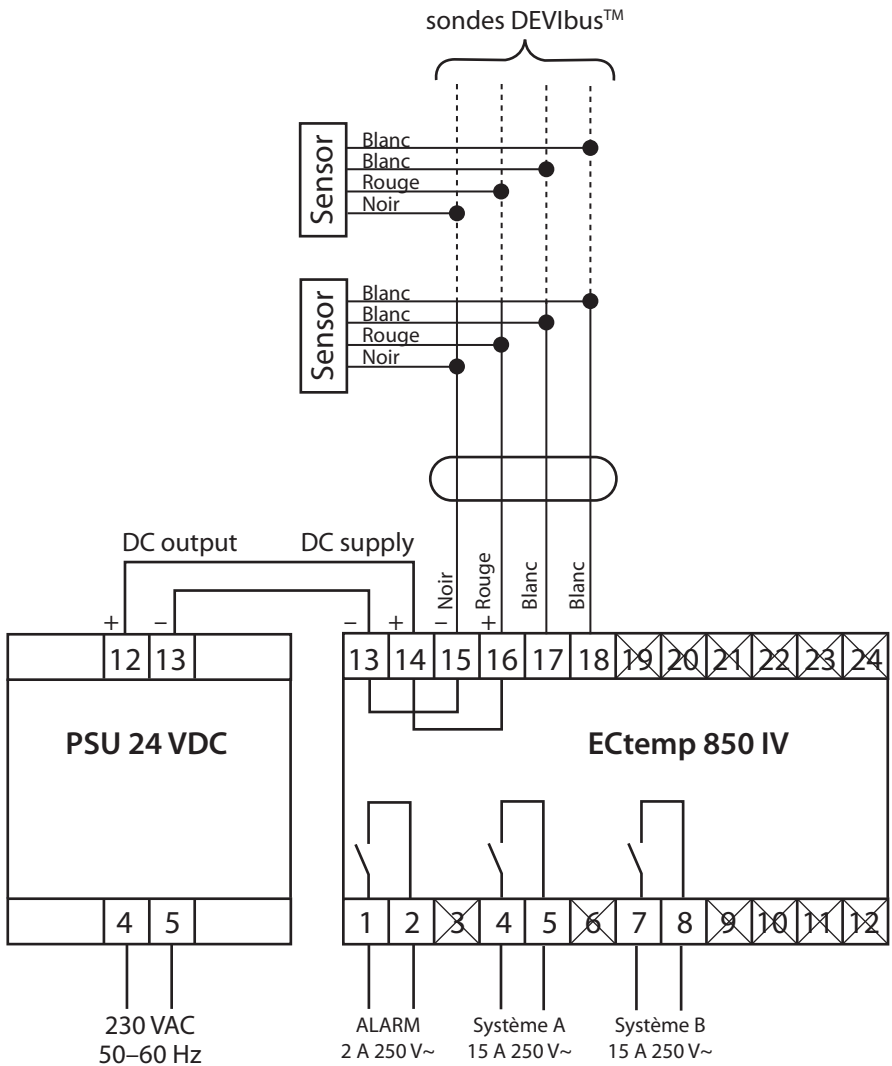 sondes DEVIbus™
Sensor
Blanc
Blanc
Rouge
Noir
Sensor
Blanc
Blanc
Rouge
Noir
DC output DC supply
Noir
Rouge
Blanc
Blanc
+ – – + – +
12 13
13 14 15 16 17 18 19 20 21 22 23 24
PSU 24 VDC
ECtemp 850 IV
4 5
1 2 3 4 5 6 7 8 9 10 11 12
230 VAC
50–60 Hz
ALARM
2 A 250 V~
Système A
15 A 250 V~
Système B
15 A 250 V~